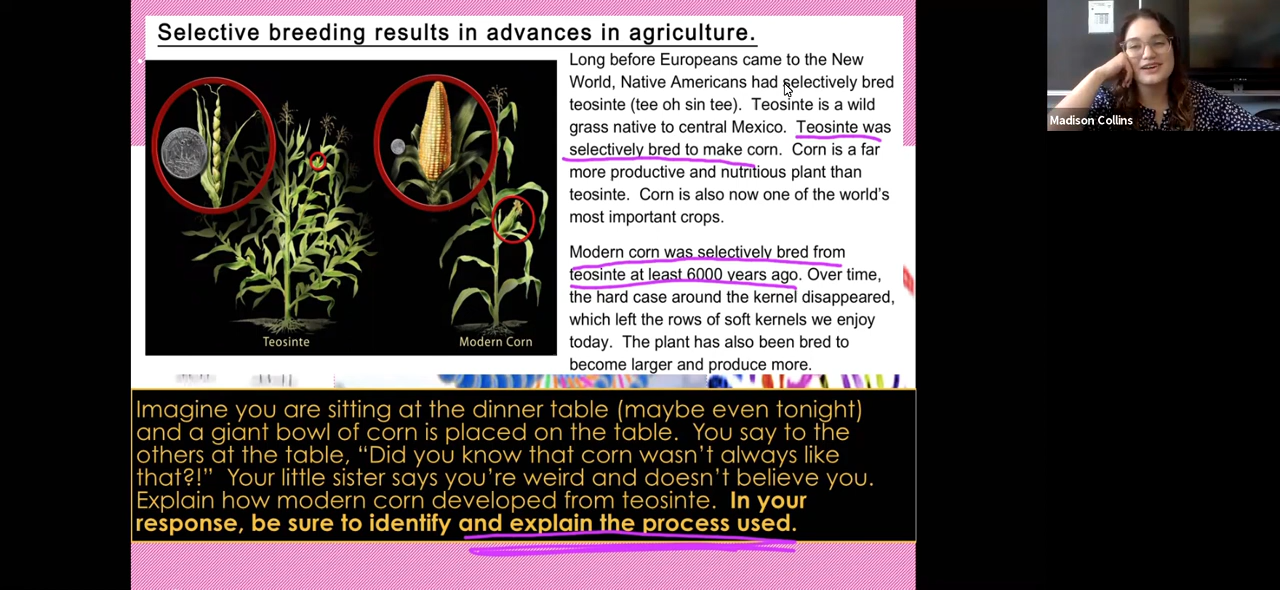 Selective breeding results in advances in agriculture.
Teosinte
Modern Corn
Long before Europeans came to the New
World, Native Americans had selectively bred
teosinte (tee oh sin tee). Teosinte is a wild
grass native to central Mexico. Teosinte was
selectively bred to make corn. Corn is a far
more productive and nutritious plant than
teosinte. Corn is also now one of the world's
most important crops.
Modern corn was selectively bred from
teosinte at least 6000 years ago. Over time,
the hard case around the kernel disappeared,
which left the rows of soft kernels we enjoy
today. The plant has also been bred to
become larger and produce more.
Imagine you are sitting at the dinner table (maybe even tonight)
and a giant bowl of corn is placed on the table. You say to the
others at the table, "Did you know that corn wasn't always like
that?!" Your little sister says you're weird and doesn't believe you.
Explain how modern corn developed from teosinte. In your
response, be sure to identify and explain the process used.
Madison Collins